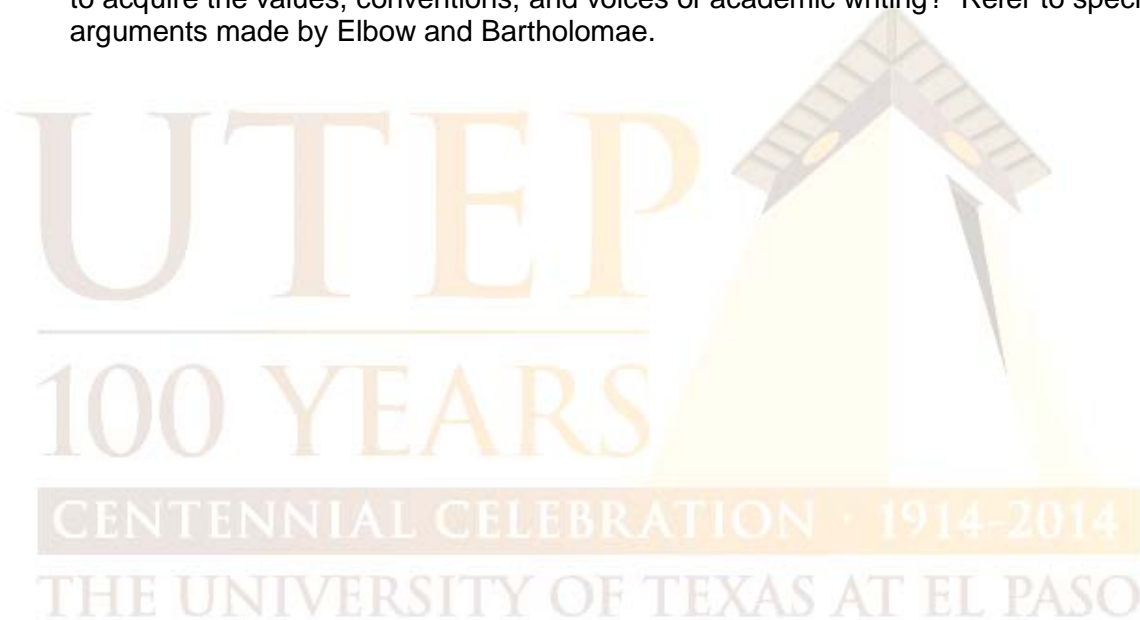 to acquire the values, conventions, and voices of academic writing? Refer to
arguments made by Elbow and Bartholomae.
UTEP
100 YEARS
CENTENNIAL CELEBRATION · 1914-2014
THE UNIVERSITY OF TEXAS AT EL PASO